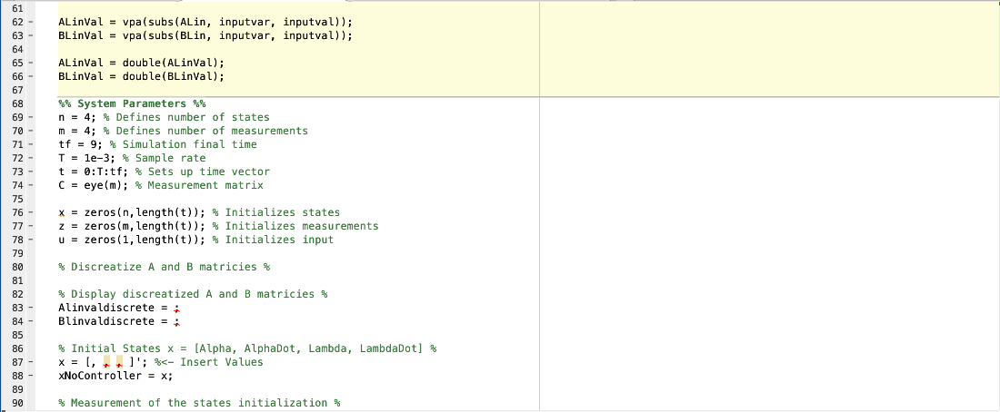 61
62 - ALinVal = vpa(subs(ALin, inputvar, inputval));
63 - BLinVal = vpa(subs(BLin, inputvar, inputval));
64
65 - ALinVal = double(ALinVal);
66 - BLinVal = double(BLinVal);
67
68 %% System Parameters %%
69 - n = 4; % Defines number of states
70 - m = 4; % Defines number of measurements
71 - tf = 9; % Simulation final time
72 - T = 1e-3; % Sample rate
73 - t = 0:T:tf; % Sets up time vector
74 - C = eye(m); % Measurement matrix
75
76 - x = zeros(n,length(t)); % Initializes states
77 - z = zeros(m,length(t)); % Initializes measurements
78 - u = zeros(1,length(t)); % Initializes input
79
80 % Discreatize A and B matricies %
81
82 % Display discreatized A and B matricies %
83 - Alinvaldiscrete = ;
84 - Blinvaldiscrete = ;
85
86 % Initial States x = [Alpha, AlphaDot, Lambda, LambdaDot] %
87 - x = [, , , ]'; %<- Insert Values
88 - xNoController = x;
89
90 % Measurement of the states initialization %